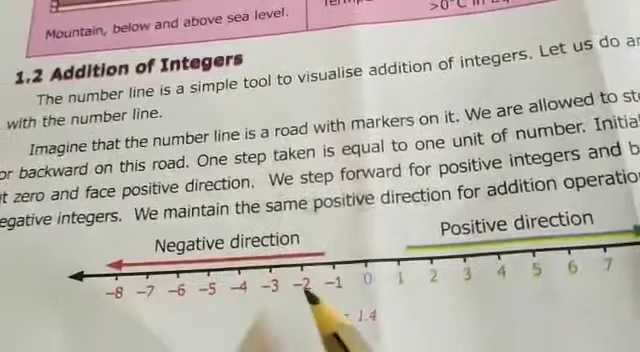 Mountain, below and above sea level.
>0°C in
1.2 Addition of Integers
The number line is a simple tool to visualise addition of integers. Let us do
with the number line.
Imagine that the number line is a road with markers on it. We are allowed to
or backward on this road. One step taken is equal to one unit of number.
at zero and face positive direction. We step forward for positive integers and
negative integers. We maintain the same positive direction for addition
Negative direction Positive direction
-8 -7 -6 -5 -4 -3 -2 -1 0 1 2 3 4 5 6 7
1.4